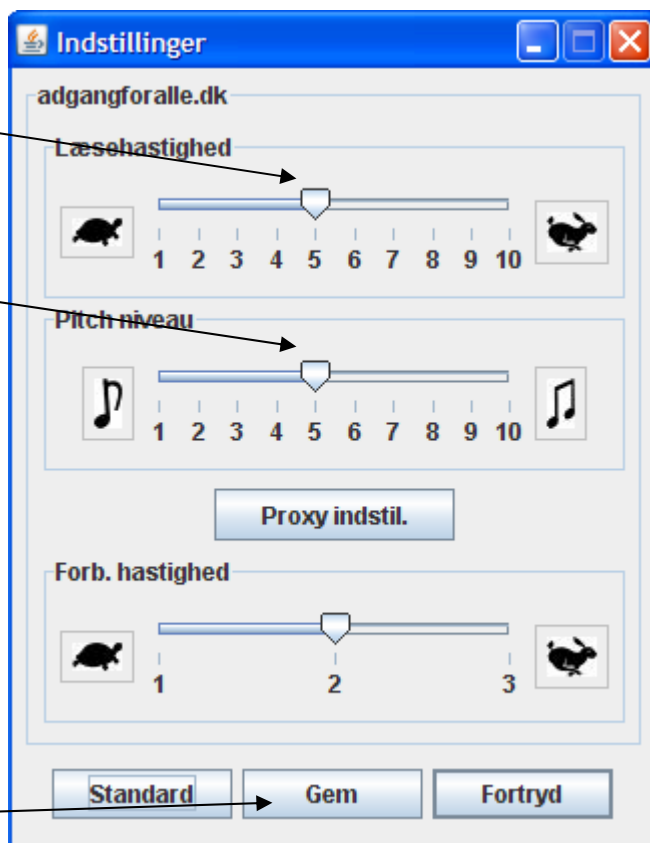 Indstillinger
adgangforalle.dk
Læsehastighed
1 2 3 4 5 6 7 8 9 10
Pitch niveau
1 2 3 4 5 6 7 8 9 10
Proxy indstil.
Forb. hastighed
1 2 3
Standard Gem Fortryd